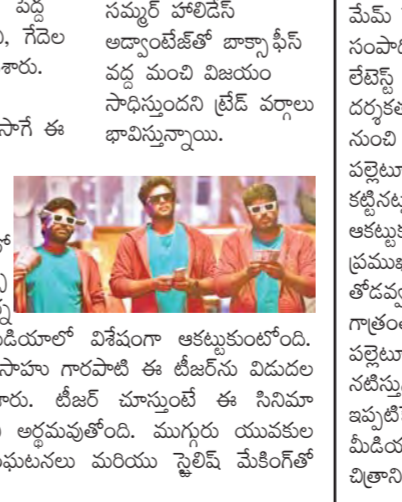 పెద్ద
గేదెల
శారు.
సాగే ఈ
సమ్మర్ హాలిడేస్
అడ్వాంటేజ్‌తో బాక్సాఫీస్
వద్ద మంచి విజయం
సాధిస్తుందని ట్రేడ్ వర్గాలు
భావిస్తున్నాయి.
డియాలో విశేషంగా ఆకట్టుకుంటోంది.
సాహు గారపాటి ఈ టీజర్‌ను విడుదల
రు. టీజర్ చూస్తుంటే ఈ సినిమా
అర్థమవుతోంది. ముగ్గురు యువకుల
ఘటనలు మరియు స్టైలిష్ మేకింగ్‌తో
మేమ్
సంపాది
లేటెస్ట్
దర్శకత
నుంచి
పల్లెటూ
కట్టినట్ట
ఆకట్టుక
ప్రముఖ
తోడవ్వ
గాత్రంత
పల్లెటూ
నటిస్తు
ఇప్పటి
మీడియ
చిత్రాని